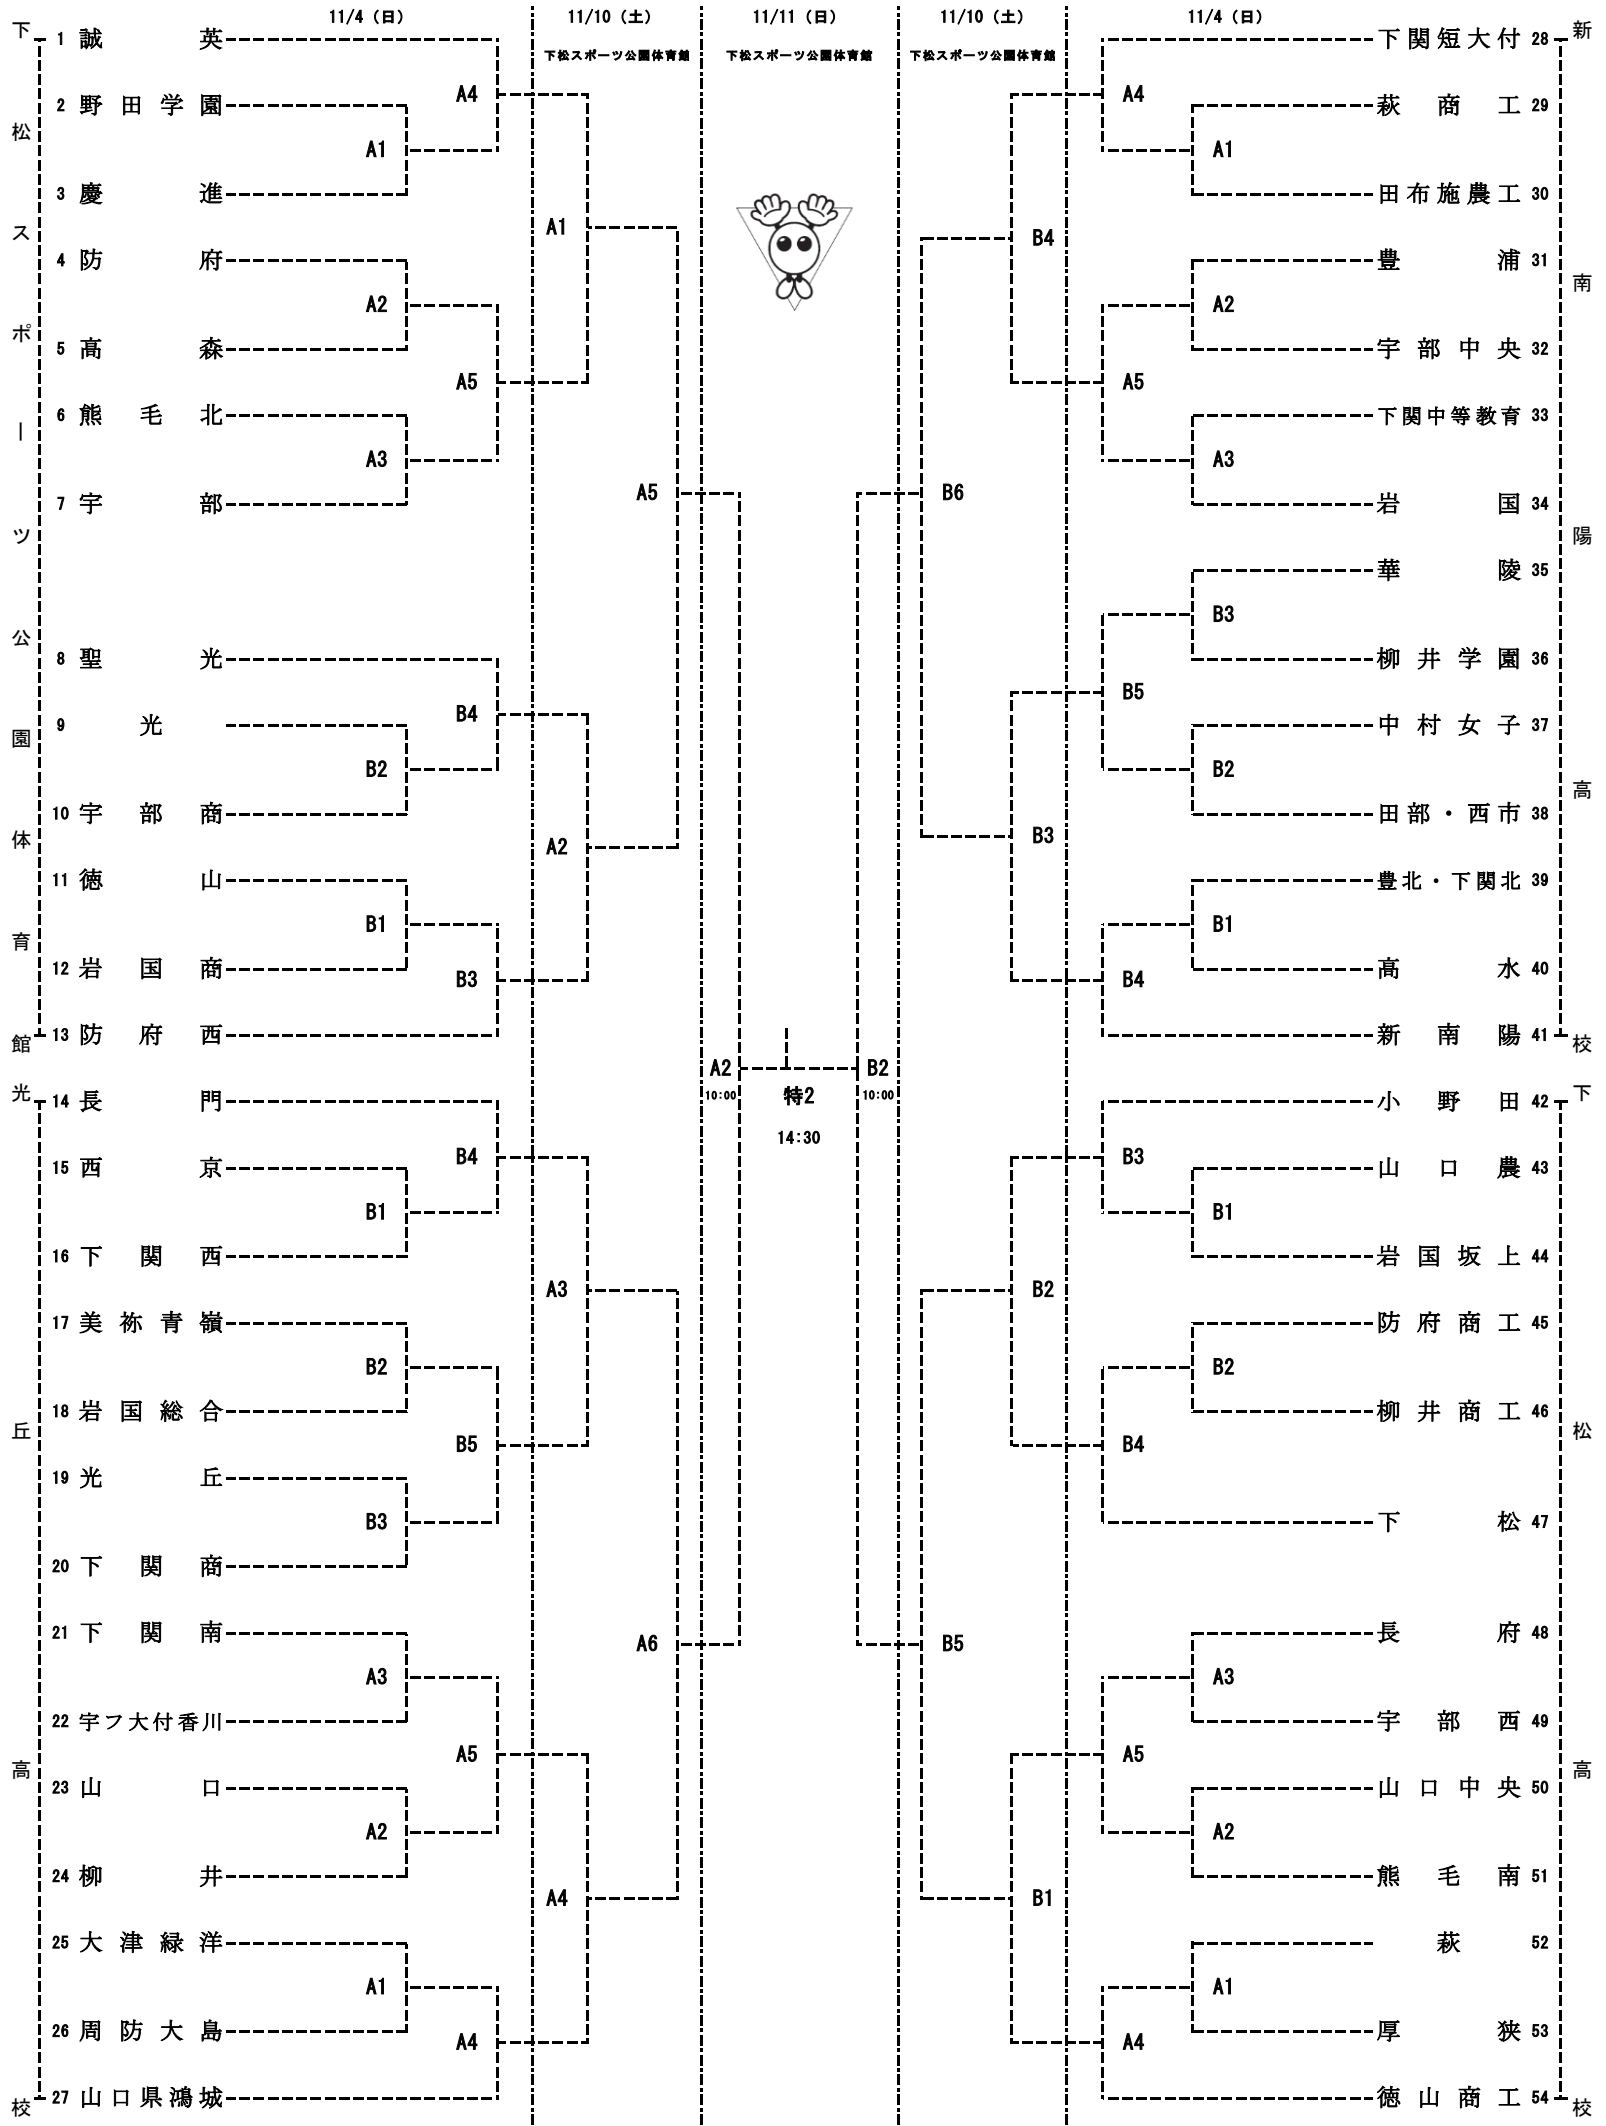 11/4（日） 11/10（土） 11/11（日） 11/10（土） 11/4（日）
下松スポーツ公園体育館 下松スポーツ公園体育館 下松スポーツ公園体育館
下松スポーツ公園体育館
1 誠英
2 野田学園
3 慶進
4 防府
5 高森
6 熊毛北
7 宇部
8 聖光
9 光
10 宇部商
11 徳山
12 岩国商
13 防府西
光丘高校
14 長門
15 西京
16 下関西
17 美祢青嶺
18 岩国総合
19 光丘
20 下関商
21 下関南
22 宇フ大付香川
23 山口
24 柳井
25 大津緑洋
26 周防大島
27 山口県鴻城
A4
A1
A2
A5
A3
B4
B2
B1
B3
B4
B1
B2
B5
B3
A3
A5
A2
A1
A4
A1
A2
A3
A4
A5
A6
A2
10:00
特2
14:30
B2
10:00
B6
B5
B4
B3
B2
B1
A4
A1
A2
A5
A3
B3
B5
B2
B1
B4
B3
B1
B2
B4
A3
A5
A2
A1
A4
下関短大付 28
萩商工 29
田布施農工 30
豊浦 31
宇部中央 32
下関中等教育 33
岩国 34
華陵 35
柳井学園 36
中村女子 37
田部・西市 38
豊北・下関北 39
高水 40
新南陽 41
新南陽高校
小野田 42
山口農 43
岩国坂上 44
防府商工 45
柳井商工 46
下松 47
長府 48
宇部西 49
山口中央 50
熊毛南 51
萩 52
厚狭 53
徳山商工 54
下松高校